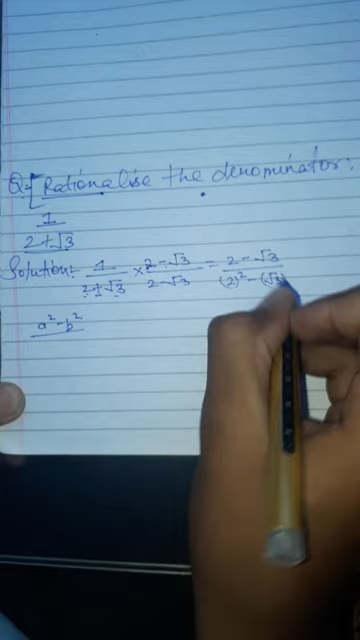 Q.1 Rationalise the denominator:
1/2+√3
Solution:- 1/2+√3 × 2-√3/2-√3 = 2-√3/(2)²-(√3)
a²-b²